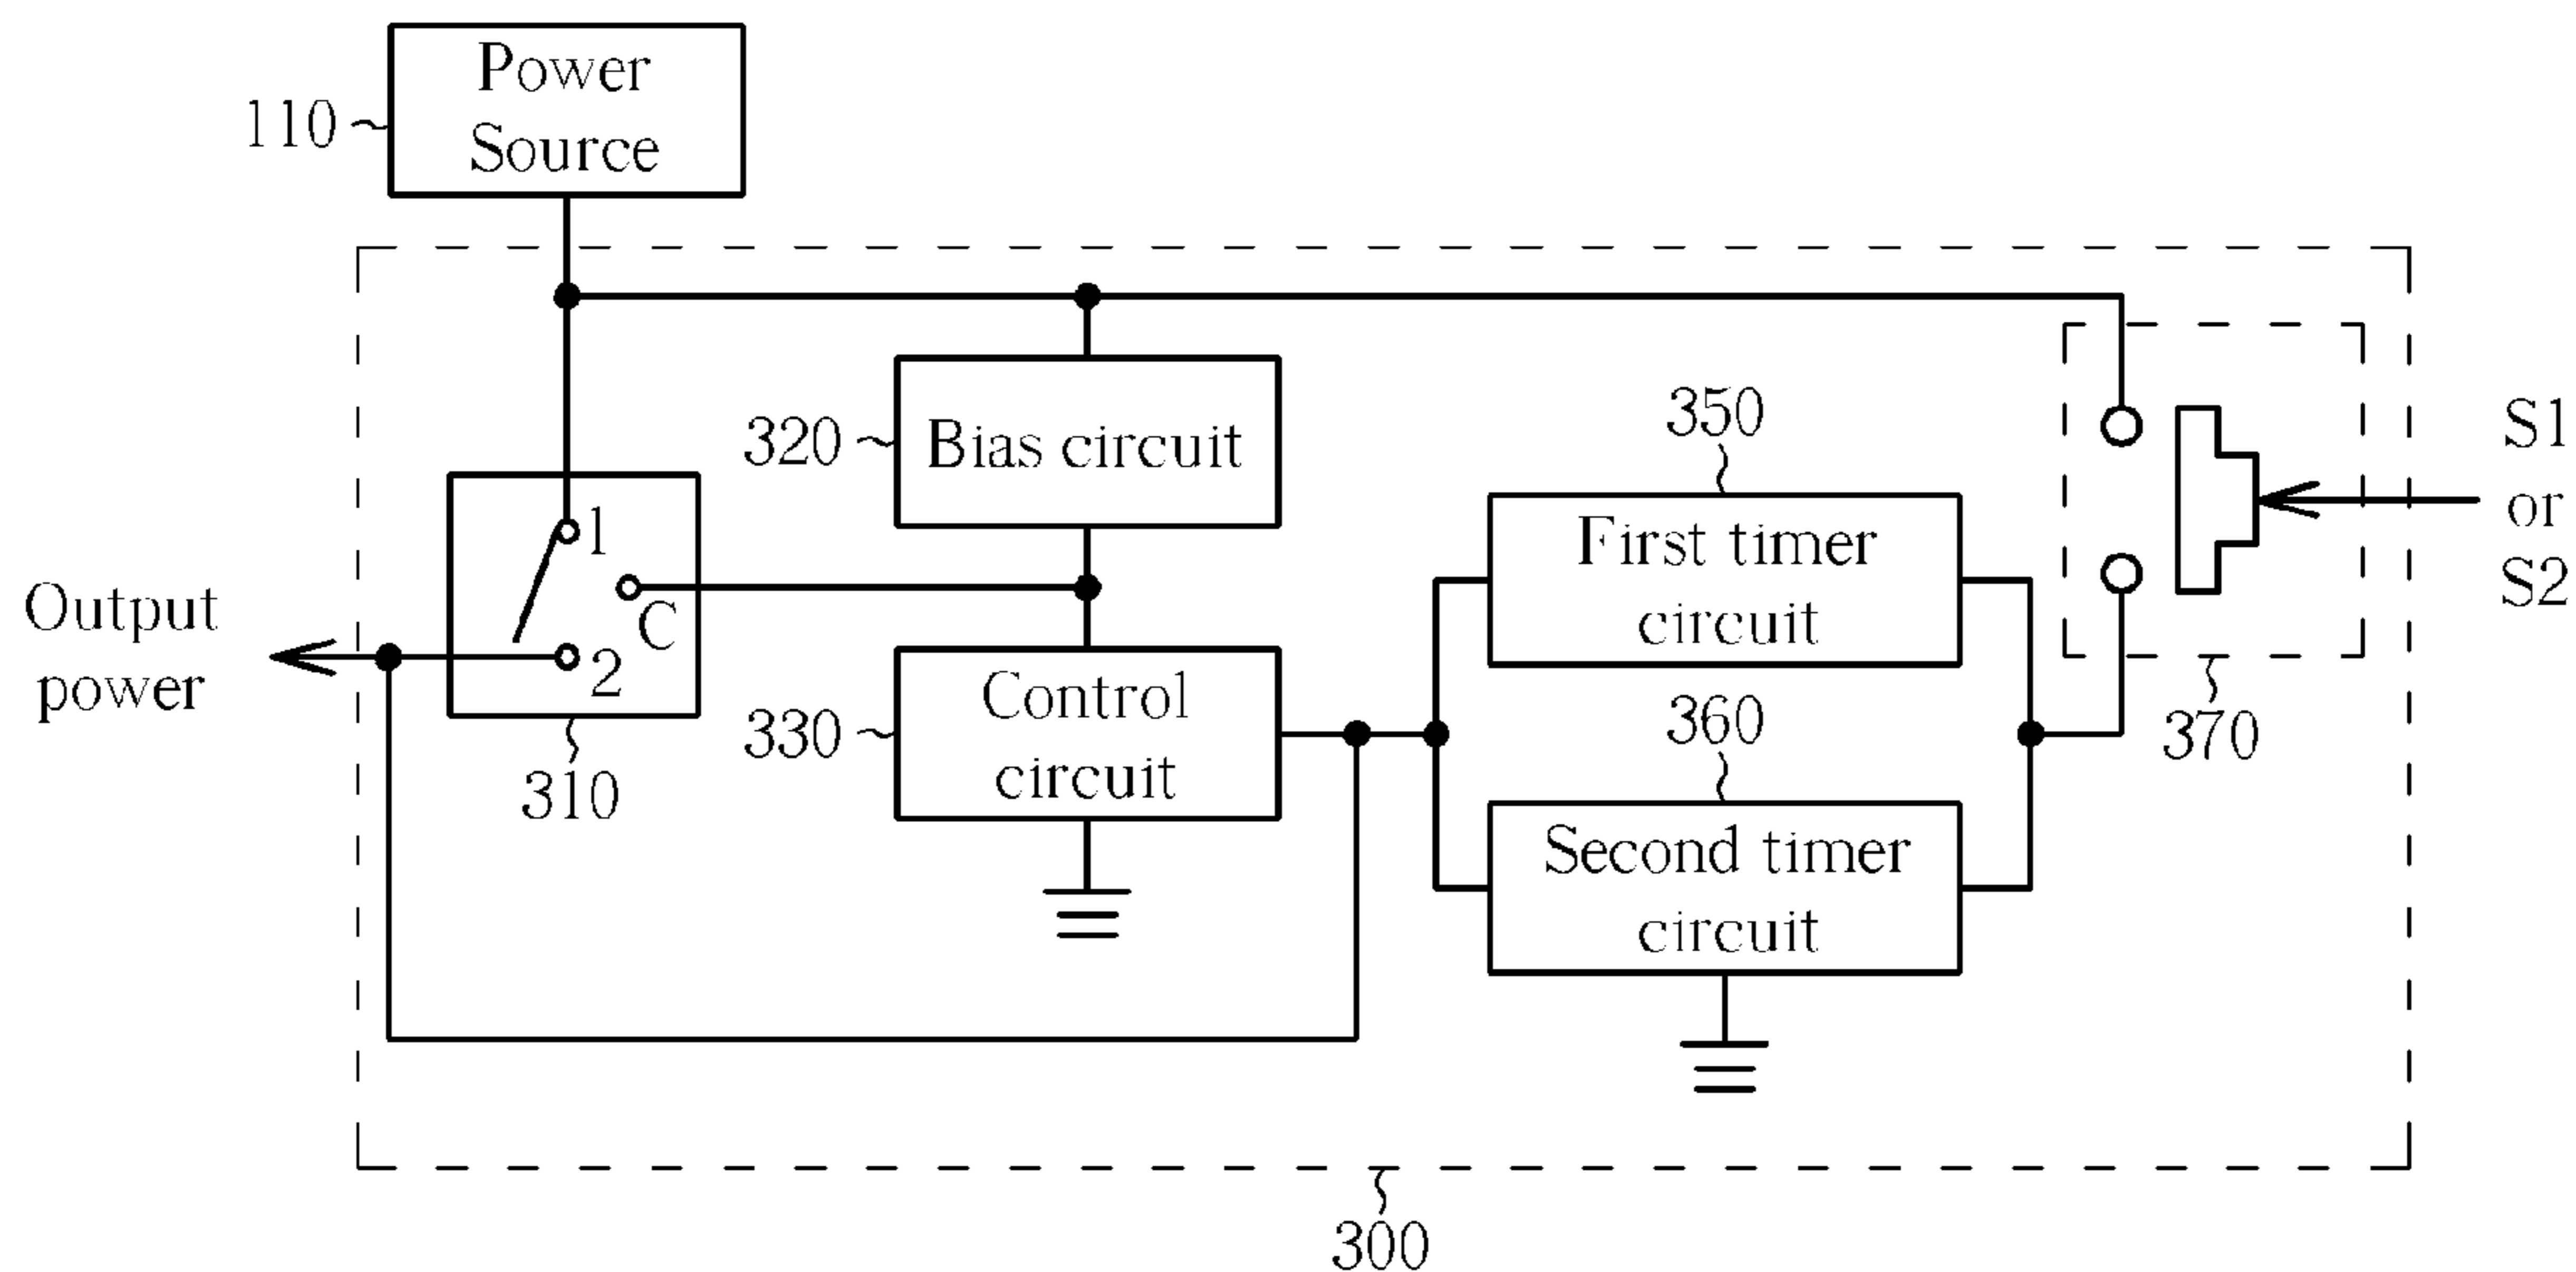 Power
Source
110
320
Bias circuit
350
First timer
circuit
S1
or
S2
1
C
2
310
Output
power
330
Control
circuit
360
Second timer
circuit
370
300